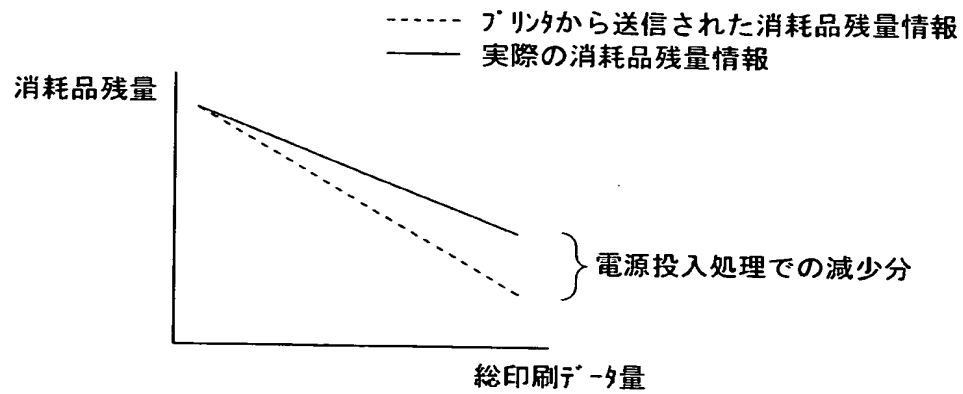 ﾌﾟﾘﾝﾀから送信された消耗品残量情報
実際の消耗品残量情報
消耗品残量
電源投入処理での減少分
総印刷ﾃﾞｰﾀ量